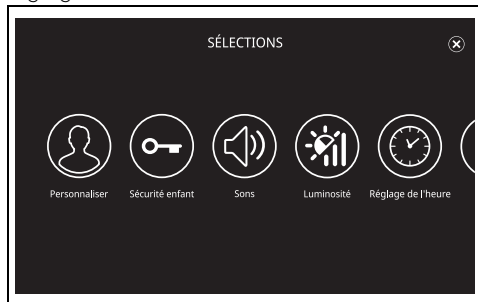 SÉLECTIONS
Personnaliser
Sécurité enfant
Sons
Luminosité
Réglage de l'heure